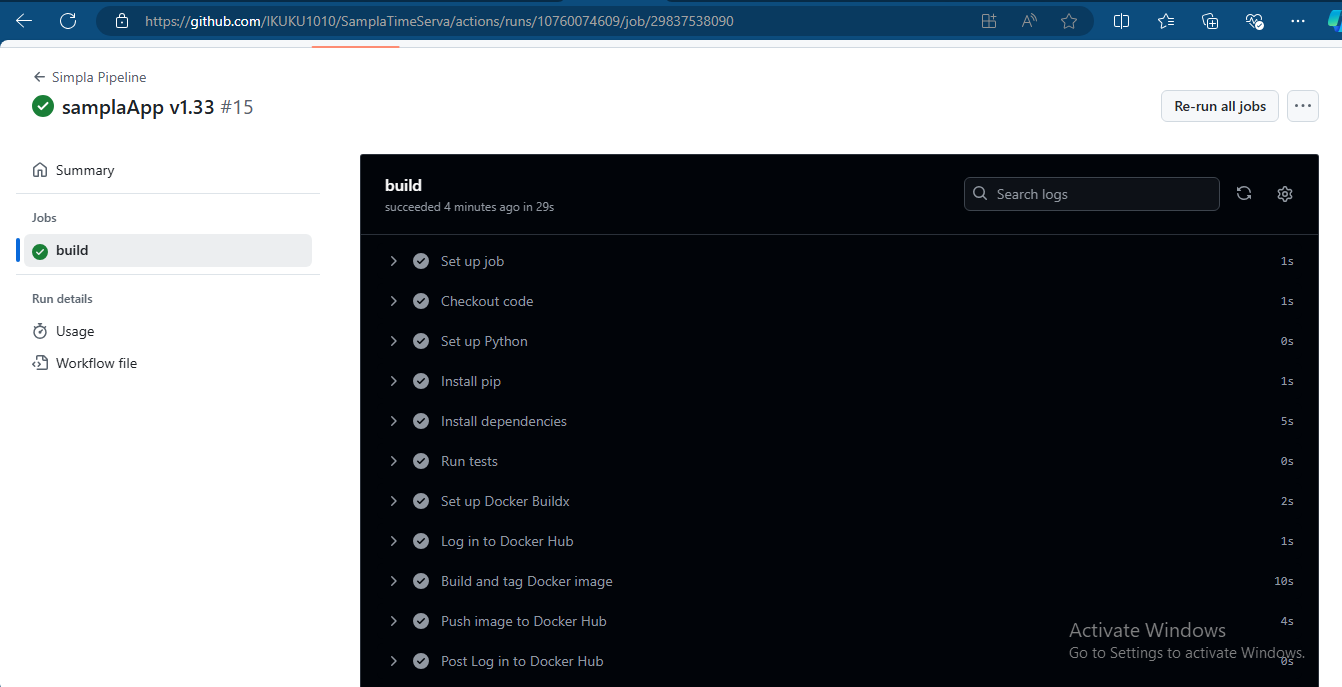 https://github.com/IKUKU1010/SamplaTimeServa/actions/runs/10760074609/job/29837538090
Simpla Pipeline
samplaApp v1.33 #15
Re-run all jobs
Summary
Jobs
build
Run details
Usage
Workflow file
build
succeeded 4 minutes ago in 29s
Search logs
Set up job 1s
Checkout code 1s
Set up Python 0s
Install pip 1s
Install dependencies 5s
Run tests 0s
Set up Docker Buildx 2s
Log in to Docker Hub 1s
Build and tag Docker image 10s
Push image to Docker Hub 4s
Post Log in to Docker Hub 0s
Activate Windows
Go to Settings to activate Windows.